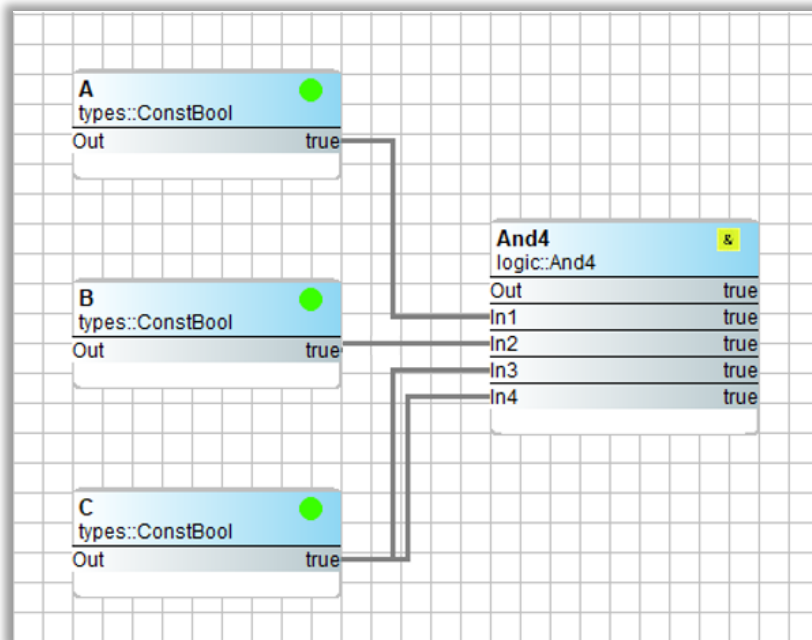 A
types::ConstBool
Out true
B
types::ConstBool
Out true
C
types::ConstBool
Out true
And4 &
logic::And4
Out true
In1 true
In2 true
In3 true
In4 true